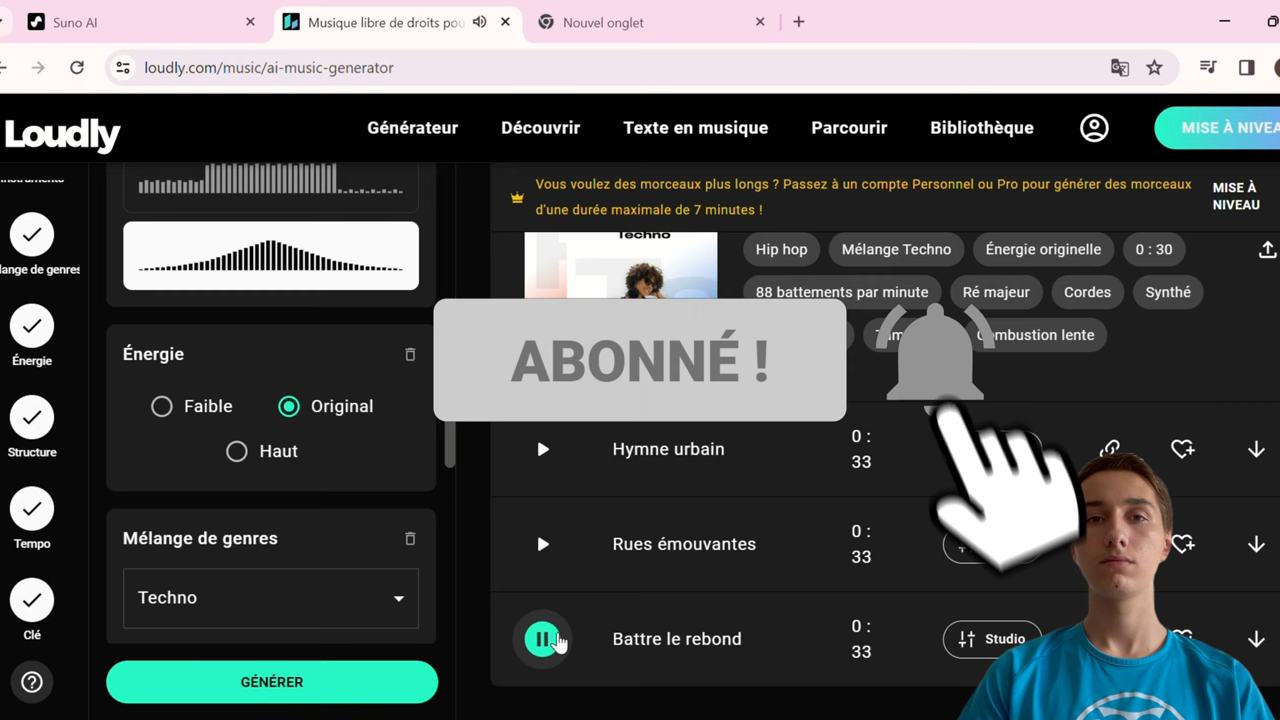 Suno AI
Musique libre de droits pou
Nouvel onglet
loudly.com/music/ai-music-generator
Loudly
Générateur
Découvrir
Texte en musique
Parcourir
Bibliothèque
MISE À NIVEA
Vous voulez des morceaux plus longs ? Passez à un compte Personnel ou Pro pour générer des morceaux
d'une durée maximale de 7 minutes !
MISE À
NIVEAU
lange de genres
Énergie
Structure
Tempo
Clé
Énergie
Faible
Original
Haut
Mélange de genres
Techno
GÉNÉRER
Techno
Hip hop
Mélange Techno
Énergie originelle
0 : 30
88 battements par minute
Ré majeur
Cordes
Synthé
Combustion lente
ABONNÉ !
Hymne urbain
0 :
33
Rues émouvantes
0 :
33
Battre le rebond
0 :
33
Studio